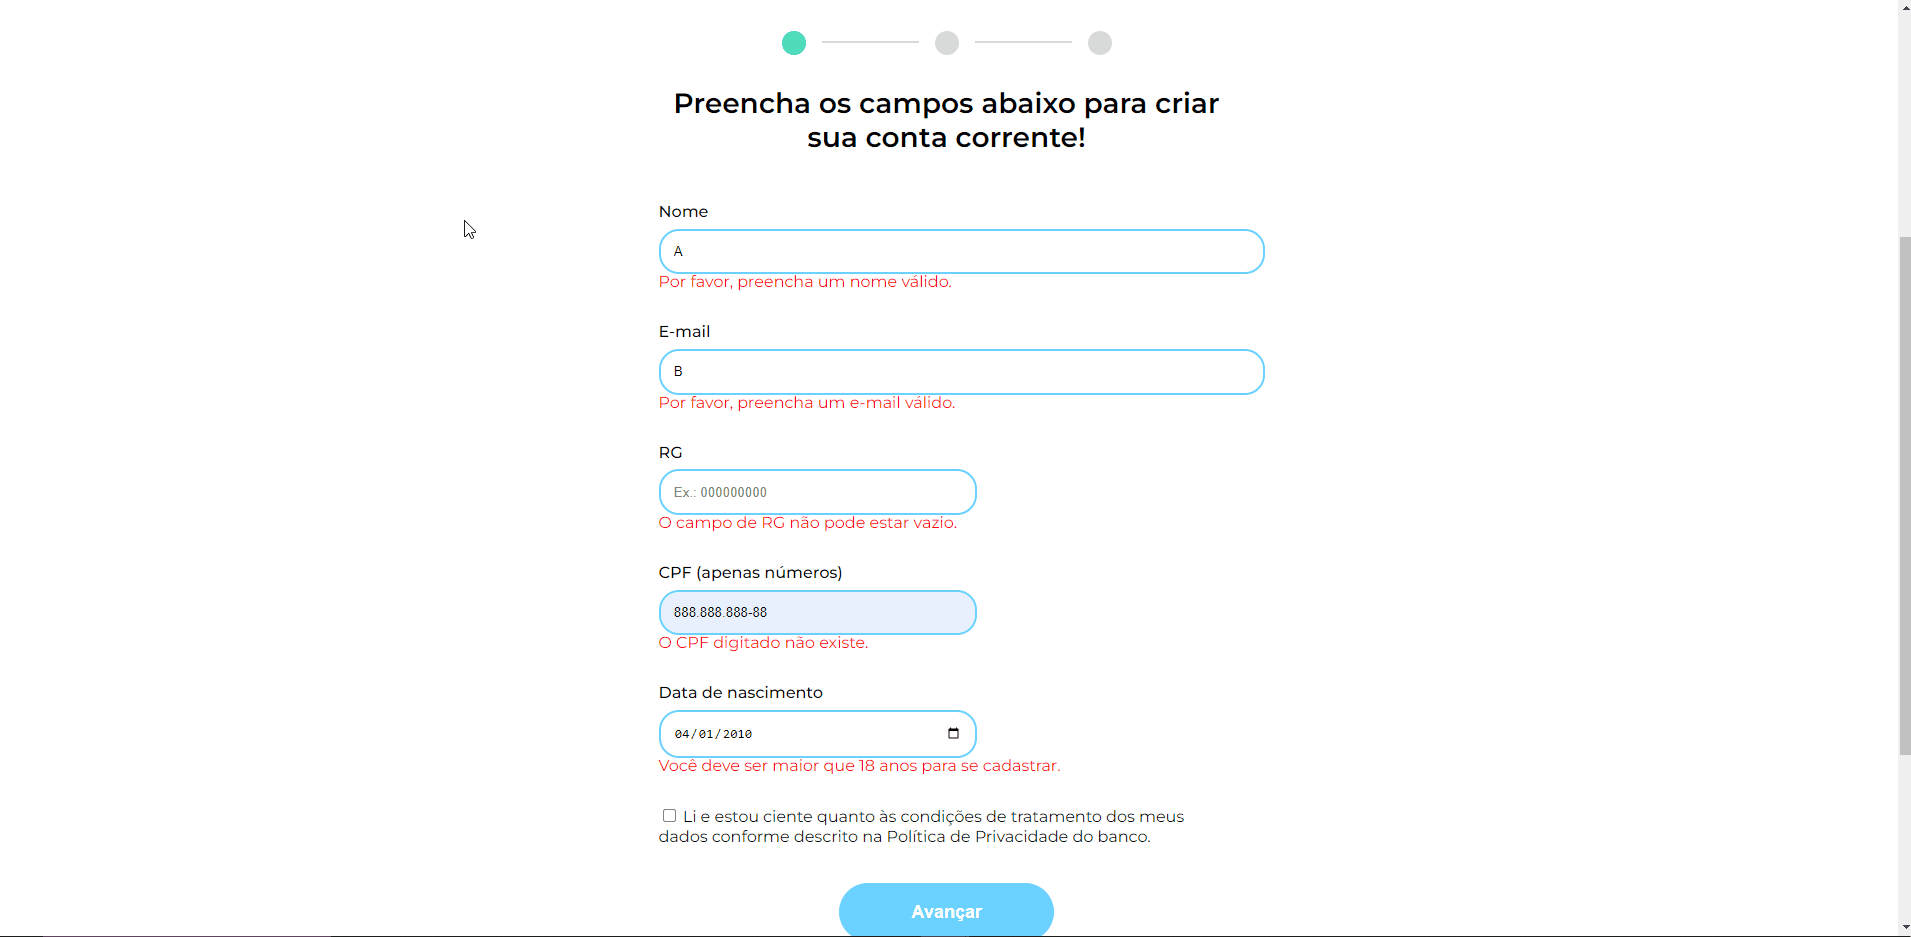 Preencha os campos abaixo para criar
sua conta corrente!
Nome
A
Por favor, preencha um nome válido.
E-mail
B
Por favor, preencha um e-mail válido.
RG
Ex.: 000000000
O campo de RG não pode estar vazio.
CPF (apenas números)
888.888.888-88
O CPF digitado não existe.
Data de nascimento
04/01/2010
Você deve ser maior que 18 anos para se cadastrar.
Li e estou ciente quanto às condições de tratamento dos meus
dados conforme descrito na Política de Privacidade do banco.
Avançar